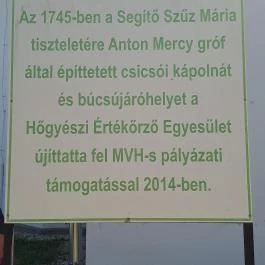 Az 1745-ben a Segítő Szűz Mária
tiszteletére Anton Mercy gróf
által építtetett csicsói kápolnát
és búcsújáróhelyet a
Hőgyészi Értékőrző Egyesület
újíttatta fel MVH-s pályázati
támogatással 2014-ben.